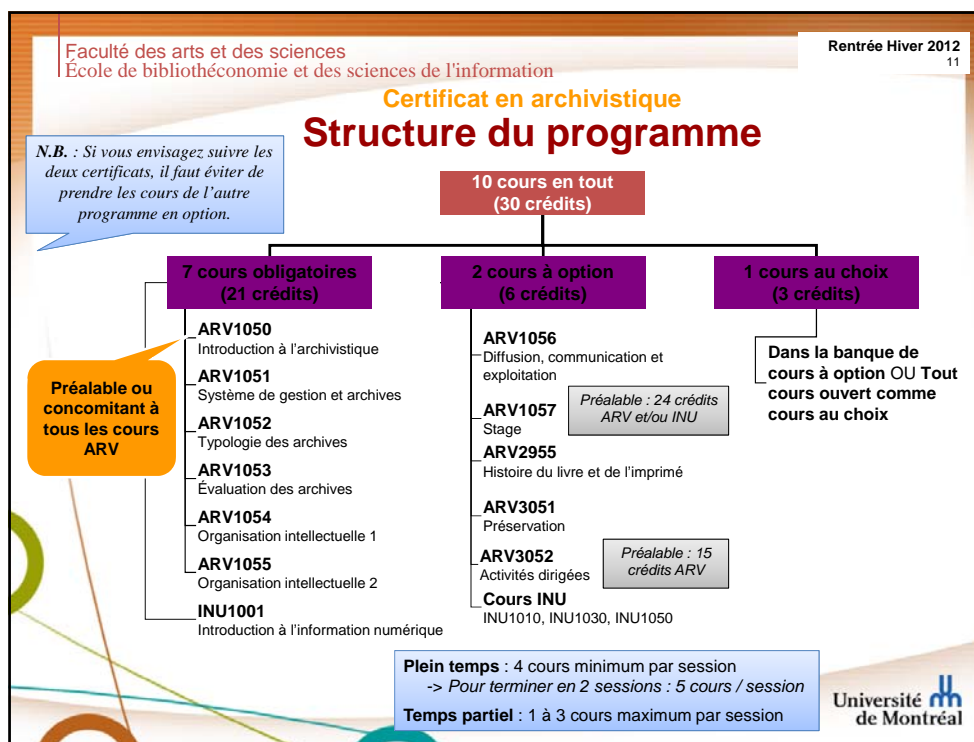 Faculté des arts et des sciences
École de bibliothéconomie et des sciences de l'information
Rentrée Hiver 2012
11
Certificat en archivistique
Structure du programme
N.B. : Si vous envisagez suivre les
deux certificats, il faut éviter de
prendre les cours de l'autre
programme en option.
10 cours en tout
(30 crédits)
7 cours obligatoires
(21 crédits)
ARV1050
Introduction à l'archivistique
ARV1051
Système de gestion et archives
ARV1052
Typologie des archives
ARV1053
Évaluation des archives
ARV1054
Organisation intellectuelle 1
ARV1055
Organisation intellectuelle 2
INU1001
Introduction à l'information numérique
Préalable ou
concomitant à
tous les cours
ARV
2 cours à option
(6 crédits)
ARV1056
Diffusion, communication et
exploitation
ARV1057
Stage
Préalable : 24 crédits
ARV et/ou INU
ARV2955
Histoire du livre et de l'imprimé
ARV3051
Préservation
ARV3052
Activités dirigées
Préalable : 15
crédits ARV
Cours INU
INU1010, INU1030, INU1050
1 cours au choix
(3 crédits)
Dans la banque de
cours à option OU Tout
cours ouvert comme
cours au choix
Plein temps : 4 cours minimum par session
-> Pour terminer en 2 sessions : 5 cours / session
Temps partiel : 1 à 3 cours maximum par session
Université
de Montréal